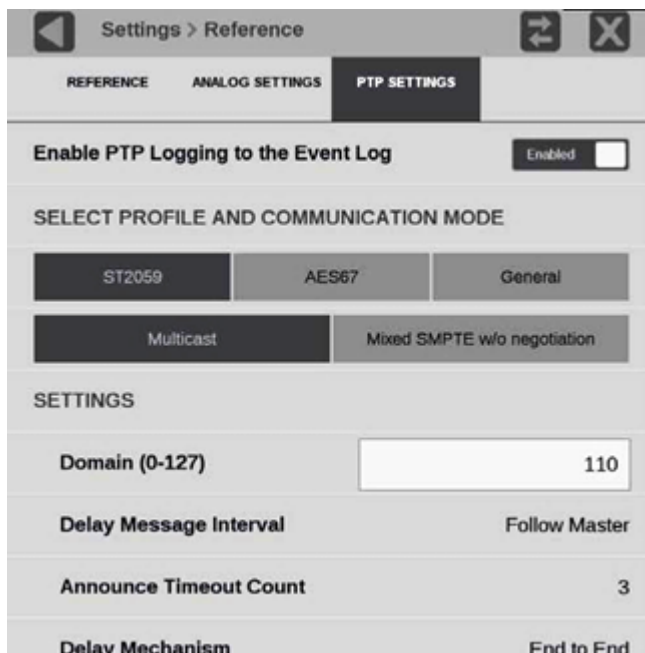 Settings > Reference
REFERENCE ANALOG SETTINGS PTP SETTINGS
Enable PTP Logging to the Event Log Enabled
SELECT PROFILE AND COMMUNICATION MODE
ST2059 AES67 General
Multicast Mixed SMPTE w/o negotiation
SETTINGS
Domain (0-127) 110
Delay Message Interval Follow Master
Announce Timeout Count 3
Delay Mechanism End to End